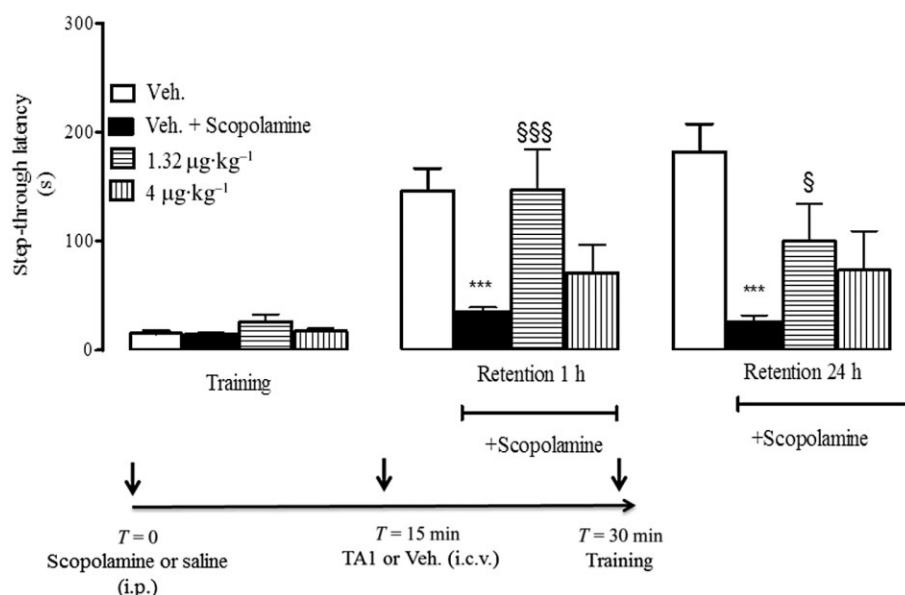 Step-through latency
(s)
300
200
100
0
Veh.
Veh. + Scopolamine
1.32 µg·kg⁻¹
4 µg·kg⁻¹
***
§§§
***
§
Training
Retention 1 h
Retention 24 h
+Scopolamine
+Scopolamine
T = 0
Scopolamine or saline
(i.p.)
T = 15 min
TA1 or Veh. (i.c.v.)
T = 30 min
Training